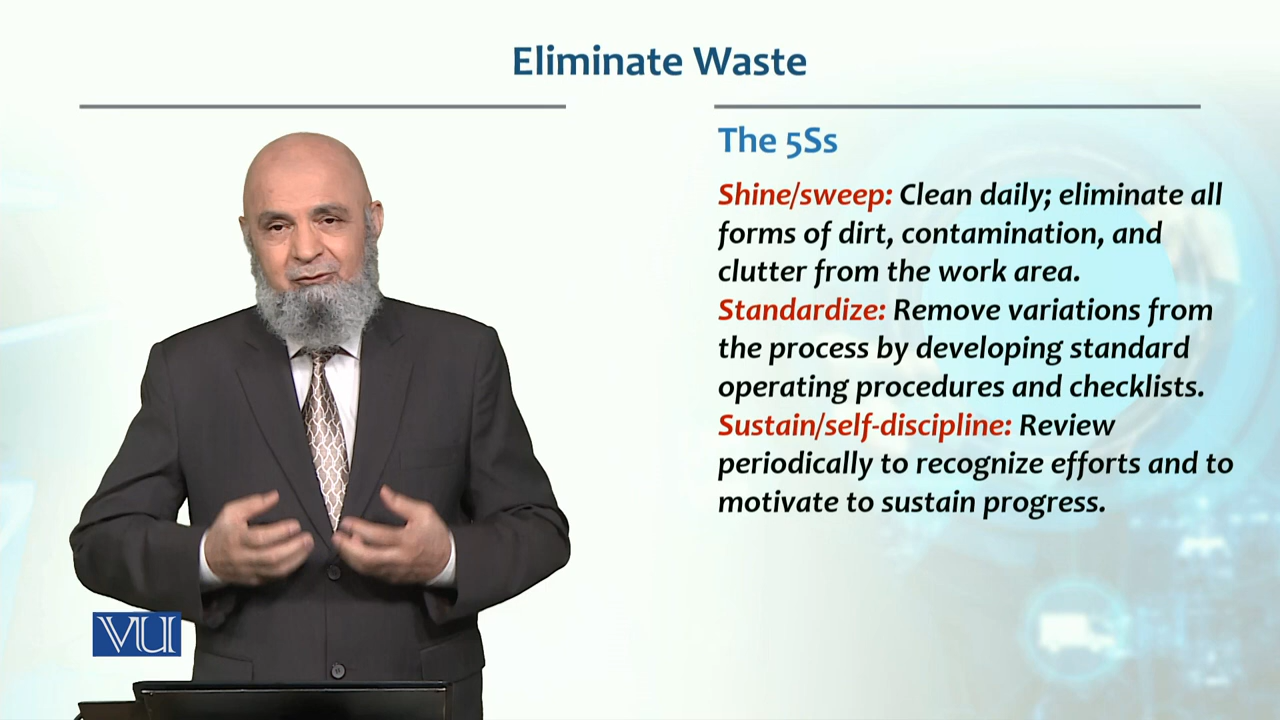 Eliminate Waste
The 5Ss
Shine/sweep: Clean daily; eliminate all
forms of dirt, contamination, and
clutter from the work area.
Standardize: Remove variations from
the process by developing standard
operating procedures and checklists.
Sustain/self-discipline: Review
periodically to recognize efforts and to
motivate to sustain progress.
VU